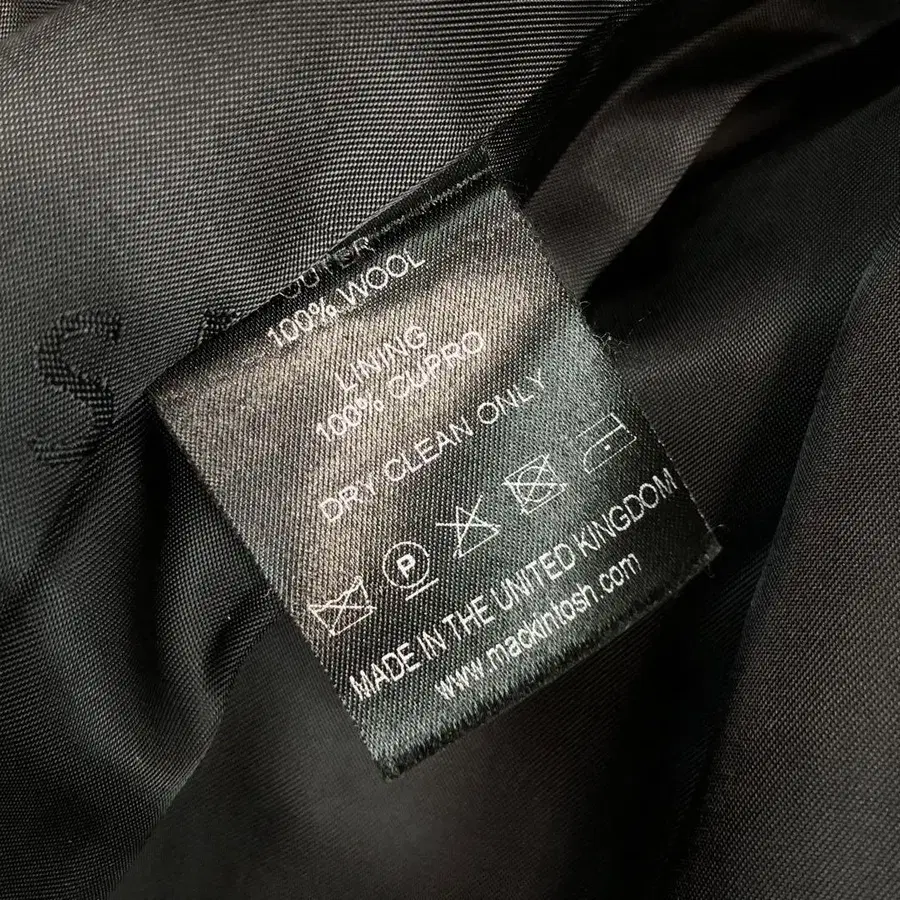 OUTER
100% WOOL
LINING
100% CUPRO
DRY CLEAN ONLY
P
MADE IN THE UNITED KINGDOM
www.mackintosh.com
S